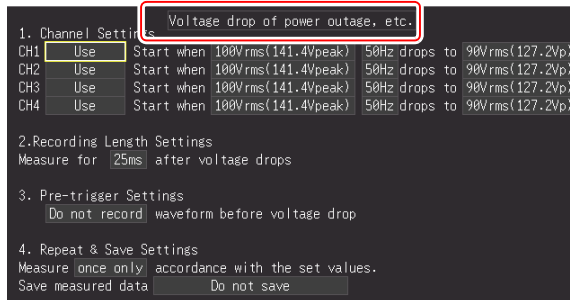 Voltage drop of power outage, etc.
1. Channel Sett
CH1 Use Start when 100Vrms(141.4Vpeak) 50Hz drops to 90Vrms(127.2Vp)
CH2 Use Start when 100Vrms(141.4Vpeak) 50Hz drops to 90Vrms(127.2Vp)
CH3 Use Start when 100Vrms(141.4Vpeak) 50Hz drops to 90Vrms(127.2Vp)
CH4 Use Start when 100Vrms(141.4Vpeak) 50Hz drops to 90Vrms(127.2Vp)
2.Recording Length Settings
Measure for 25ms after voltage drops
3. Pre-trigger Settings
Do not record waveform before voltage drop
4. Repeat & Save Settings
Measure once only accordance with the set values.
Save measured data Do not save